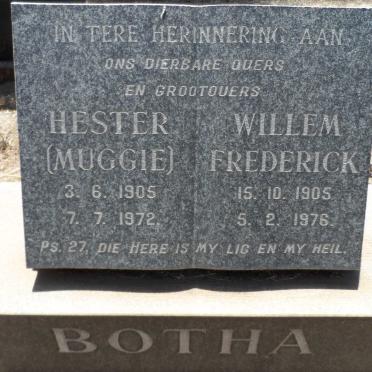 IN TERE HERINNERING AAN
ONS DIERBARE OUERS
EN GROOTOUERS
HESTER
(MUGGIE)
3. 6. 1905
7. 7. 1972.
WILLEM
FREDERICK
15. 10. 1905
5. 2. 1976.
PS. 27, DIE HERE IS MY LIG EN MY HEIL.
BOTHA